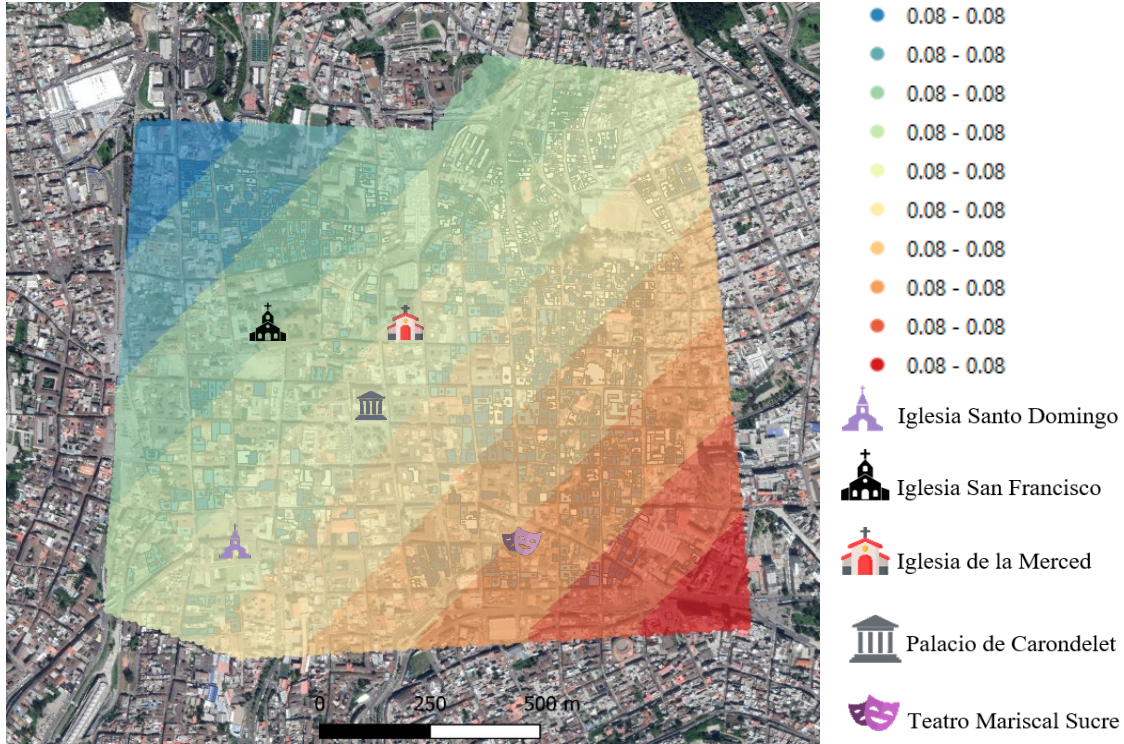 0.08 - 0.08
0.08 - 0.08
0.08 - 0.08
0.08 - 0.08
0.08 - 0.08
0.08 - 0.08
0.08 - 0.08
0.08 - 0.08
0.08 - 0.08
0.08 - 0.08
Iglesia Santo Domingo
Iglesia San Francisco
Iglesia de la Merced
Palacio de Carondelet
Teatro Mariscal Sucre
0 250 500 m